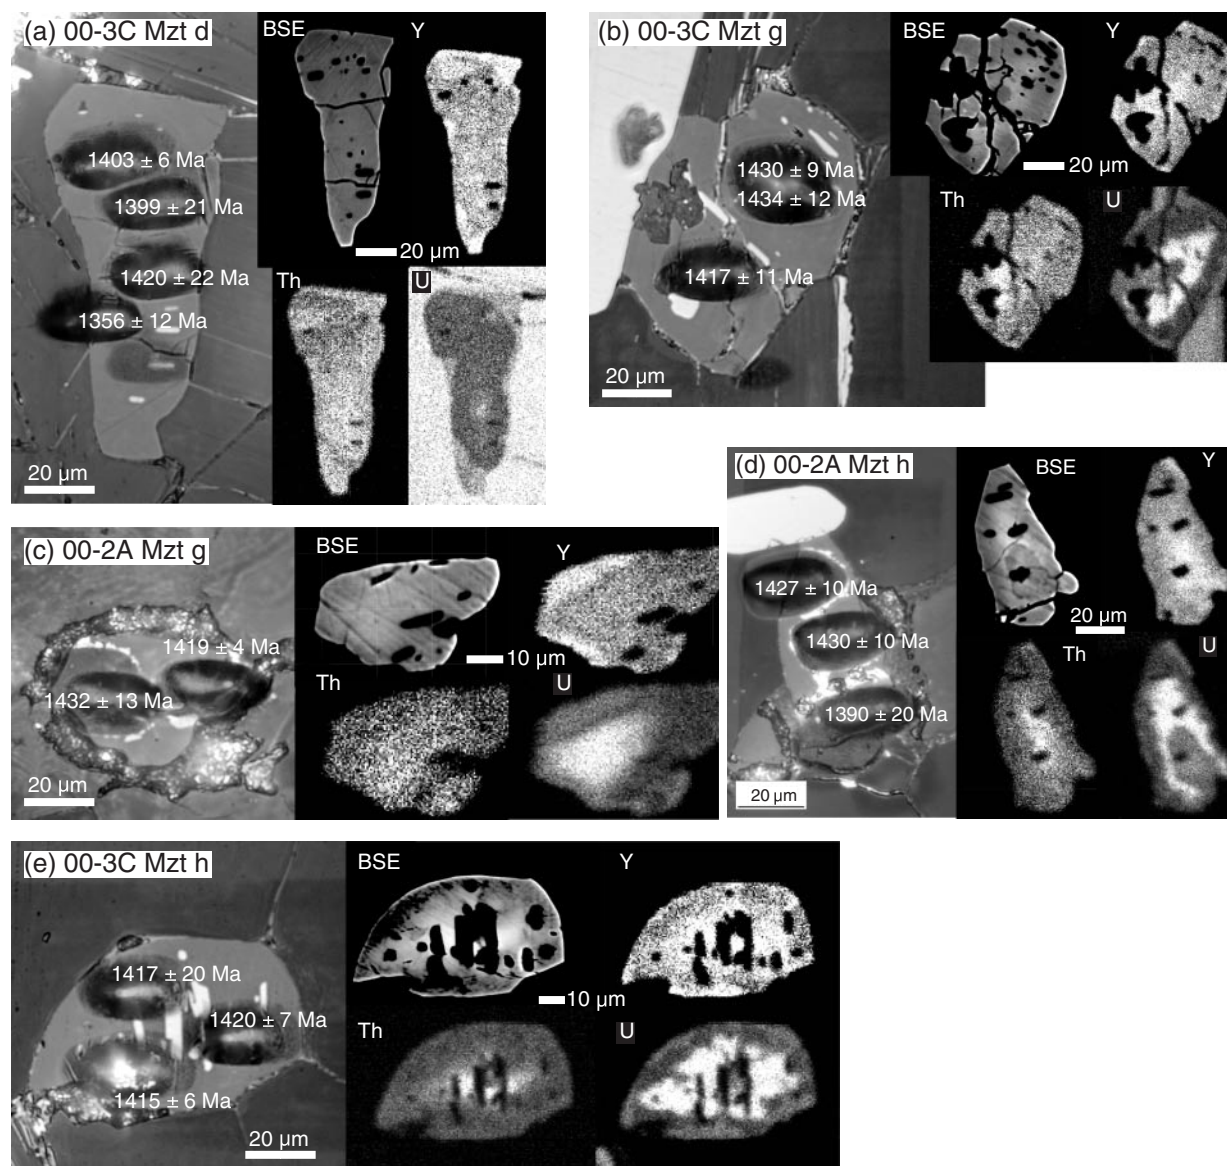 (a) 00-3C Mzt d
BSE
Y
1403 ± 6 Ma
1399 ± 21 Ma
1420 ± 22 Ma
1356 ± 12 Ma
20 µm
20 µm
Th
U
(b) 00-3C Mzt g
BSE
Y
1430 ± 9 Ma
1434 ± 12 Ma
1417 ± 11 Ma
20 µm
20 µm
Th
U
(c) 00-2A Mzt g
BSE
Y
1419 ± 4 Ma
1432 ± 13 Ma
20 µm
10 µm
Th
U
(d) 00-2A Mzt h
BSE
Y
1427 ± 10 Ma
1430 ± 10 Ma
1390 ± 20 Ma
20 µm
20 µm
Th
U
(e) 00-3C Mzt h
BSE
Y
1417 ± 20 Ma
1420 ± 7 Ma
1415 ± 6 Ma
20 µm
10 µm
Th
U